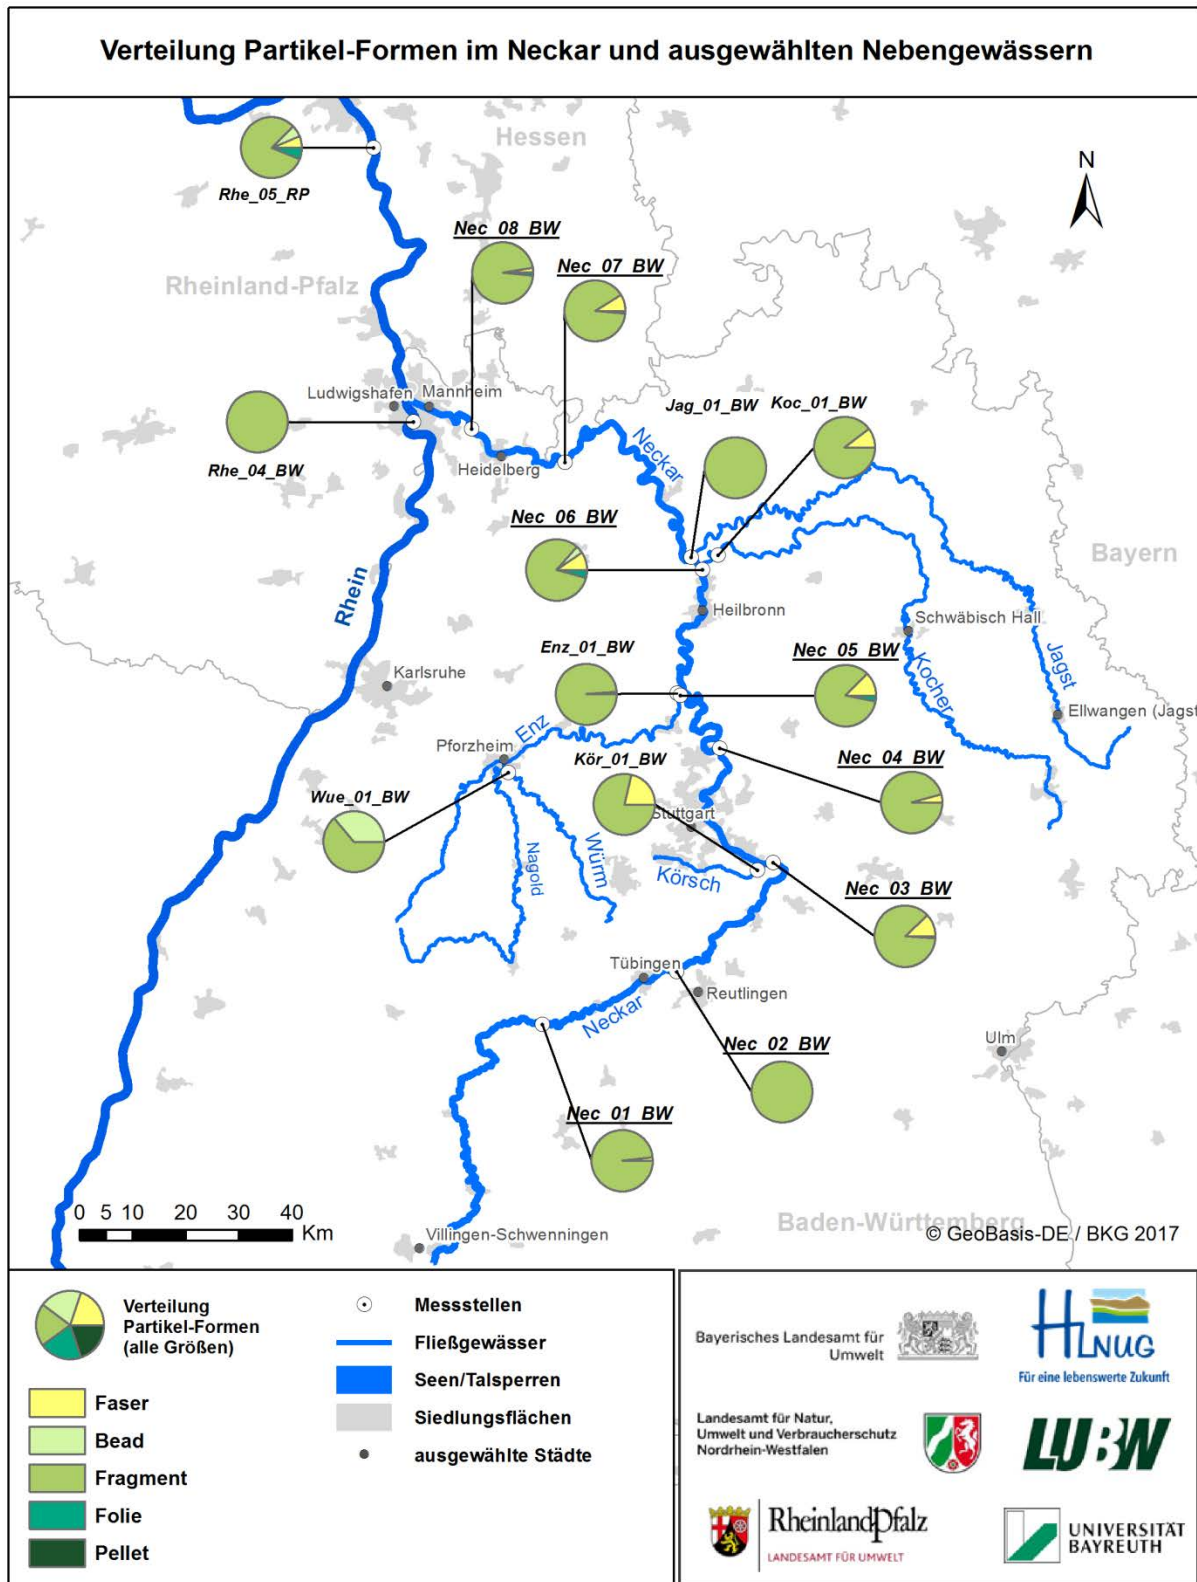 Verteilung Partikel-Formen im Neckar und ausgewählten Nebengewässern
Hessen
N
Rhe_05_RP
Nec_08_BW
Nec_07_BW
Rheinland-Pfalz
Ludwigshafen
Mannheim
Jag_01_BW
Koc_01_BW
Neckar
Rhe_04_BW
Heidelberg
Nec_06_BW
Bayern
Rhein
Heilbronn
Schwäbisch Hall
Enz_01_BW
Nec_05_BW
Jagst
Kocher
Karlsruhe
Ellwangen (Jagst
Enz
Pforzheim
Kör_01_BW
Nec_04_BW
Wue_01_BW
Stuttgart
Nagold
Würm
Körsch
Nec_03_BW
Tübingen
Reutlingen
Neckar
Ulm
Nec_02_BW
Nec_01_BW
0 5 10 20 30 40
Km
Villingen-Schwenningen
Baden-Württemberg
© GeoBasis-DE / BKG 2017
Verteilung
Partikel-Formen
(alle Größen)
Faser
Bead
Fragment
Folie
Pellet
Messstellen
Fließgewässer
Seen/Talsperren
Siedlungsflächen
ausgewählte Städte
Bayerisches Landesamt für
Umwelt
HLNUG
Für eine lebenswerte Zukunft
Landesamt für Natur,
Umwelt und Verbraucherschutz
Nordrhein-Westfalen
LUBW
RheinlandPfalz
LANDESAMT FÜR UMWELT
UNIVERSITÄT
BAYREUTH